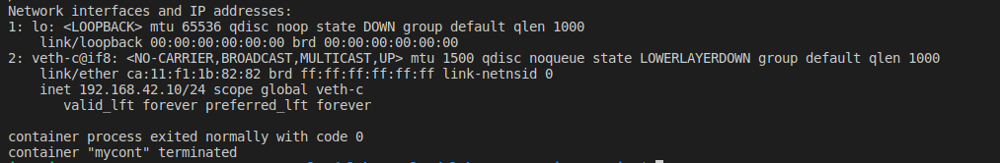 Network interfaces and IP addresses:
1: lo: <LOOPBACK> mtu 65536 qdisc noop state DOWN group default qlen 1000
    link/loopback 00:00:00:00:00:00 brd 00:00:00:00:00:00
2: veth-c@if8: <NO-CARRIER,BROADCAST,MULTICAST,UP> mtu 1500 qdisc noqueue state LOWERLAYERDOWN group default qlen 1000
    link/ether ca:11:f1:1b:82:82 brd ff:ff:ff:ff:ff:ff link-netnsid 0
    inet 192.168.42.10/24 scope global veth-c
       valid_lft forever preferred_lft forever
container process exited normally with code 0
container "mycont" terminated